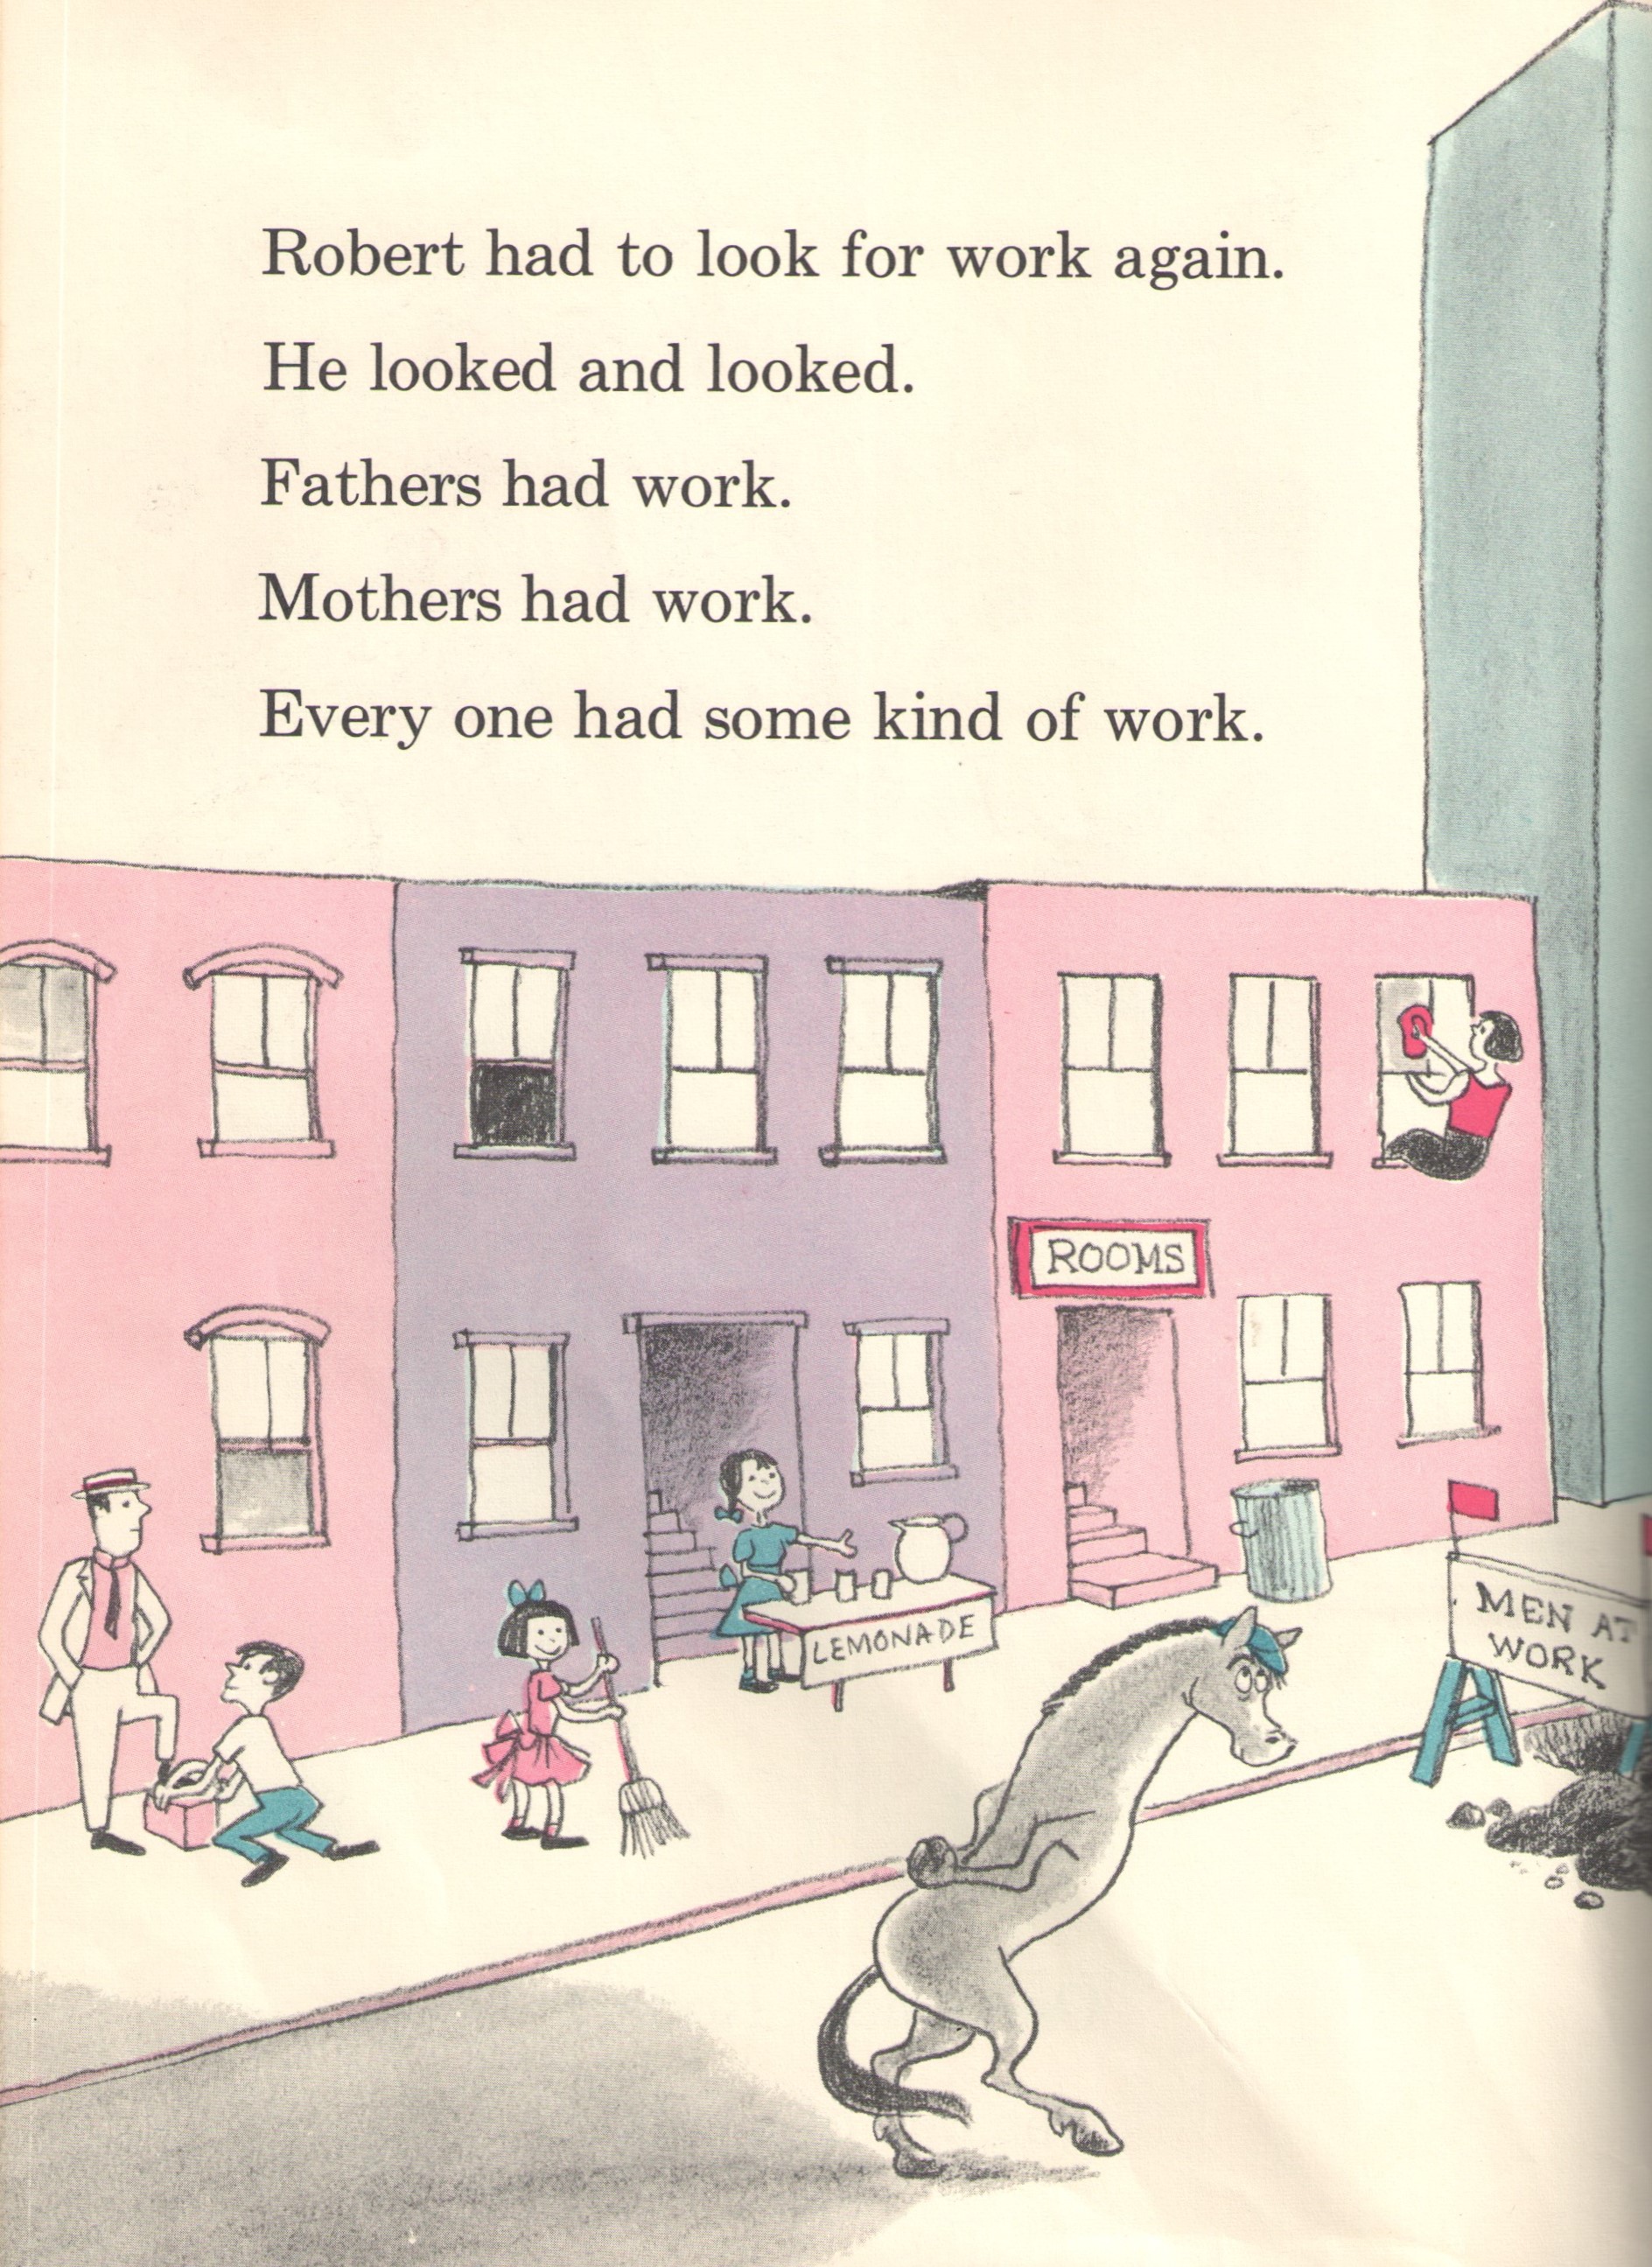 Robert had to look for work again.
He looked and looked.
Fathers had work.
Mothers had work.
Every one had some kind of work.
ROOMS
LEMONADE
MEN AT
WORK